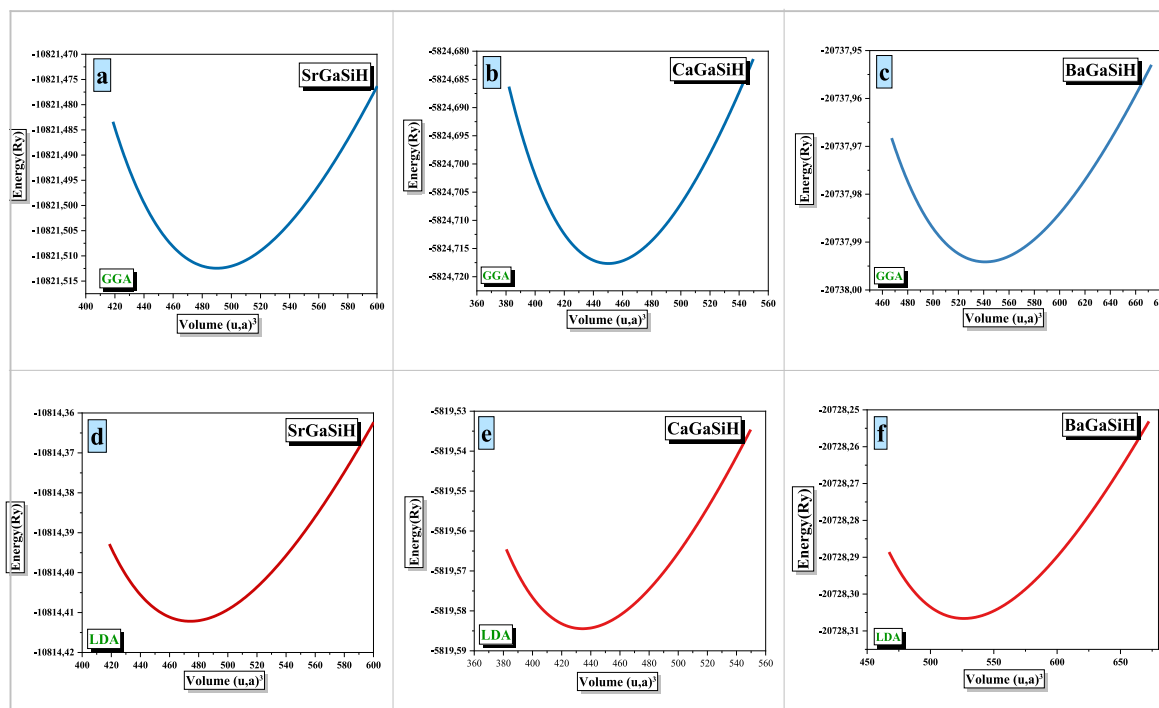 a
SrGaSiH
-10821,470
-10821,475
-10821,480
-10821,485
-10821,490
-10821,495
-10821,500
-10821,505
-10821,510
-10821,515
Energy(Ry)
GGA
400 420 440 460 480 500 520 540 560 580 600
Volume (u,a)³
b
CaGaSiH
-5824,680
-5824,685
-5824,690
-5824,695
-5824,700
-5824,705
-5824,710
-5824,715
-5824,720
Energy(Ry)
GGA
360 380 400 420 440 460 480 500 520 540 560
Volume (u,a)³
c
BaGaSiH
-20737,95
-20737,96
-20737,97
-20737,98
-20737,99
-20738,00
Energy(Ry)
GGA
460 480 500 520 540 560 580 600 620 640 660
Volume (u,a)³
d
SrGaSiH
-10814,36
-10814,37
-10814,38
-10814,39
-10814,40
-10814,41
-10814,42
Energy(Ry)
LDA
400 420 440 460 480 500 520 540 560 580 600
Volume (u,a)³
e
CaGaSiH
-5819,53
-5819,54
-5819,55
-5819,56
-5819,57
-5819,58
-5819,59
Energy(Ry)
LDA
360 380 400 420 440 460 480 500 520 540 560
Volume (u,a)³
f
BaGaSiH
-20728,25
-20728,26
-20728,27
-20728,28
-20728,29
-20728,30
-20728,31
Energy(Ry)
LDA
450 500 550 600 650
Volume (u,a)³